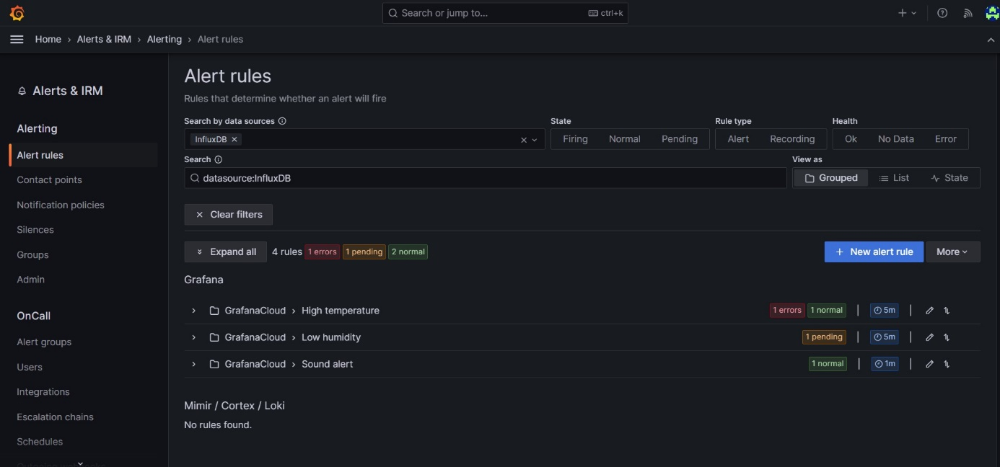 Search or jump to... ctrl+k
Home › Alerts & IRM › Alerting › Alert rules
Alerts & IRM
Alerting
Alert rules
Contact points
Notification policies
Silences
Groups
Admin
OnCall
Alert groups
Users
Integrations
Escalation chains
Schedules
Alert rules
Rules that determine whether an alert will fire
Search by data sources
InfluxDB
State
Firing Normal Pending
Rule type
Alert Recording
Health
Ok No Data Error
Search
datasource:InfluxDB
View as
Grouped List State
Clear filters
Expand all 4 rules 1 errors 1 pending 2 normal
New alert rule More
Grafana
GrafanaCloud › High temperature 1 errors 1 normal | 5m |
GrafanaCloud › Low humidity 1 pending | 5m |
GrafanaCloud › Sound alert 1 normal | 1m |
Mimir / Cortex / Loki
No rules found.